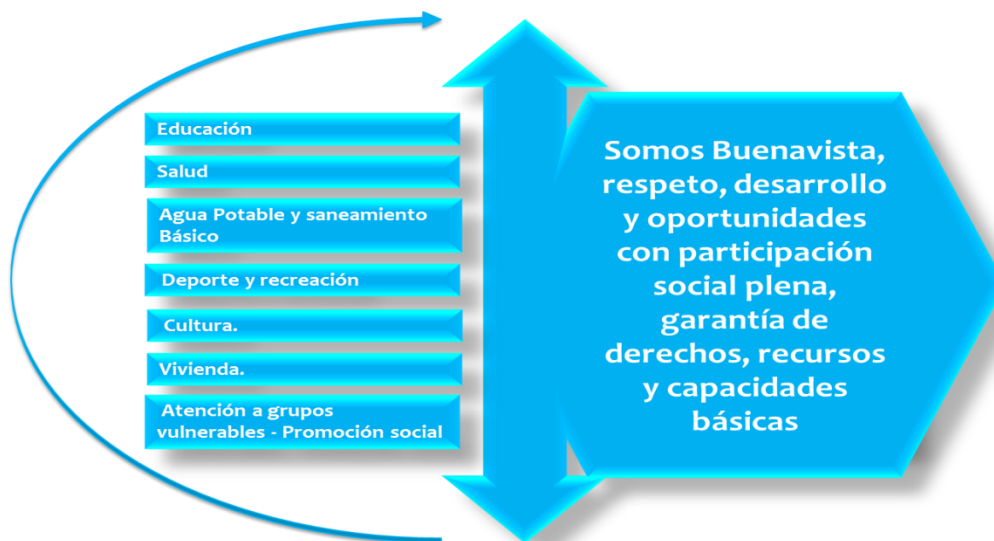 Educación
Salud
Agua Potable y saneamiento
Básico
Deporte y recreación
Cultura.
Vivienda.
Atención a grupos
vulnerables - Promoción social
Somos Buenavista,
respeto, desarrollo
y oportunidades
con participación
social plena,
garantía de
derechos, recursos
y capacidades
básicas